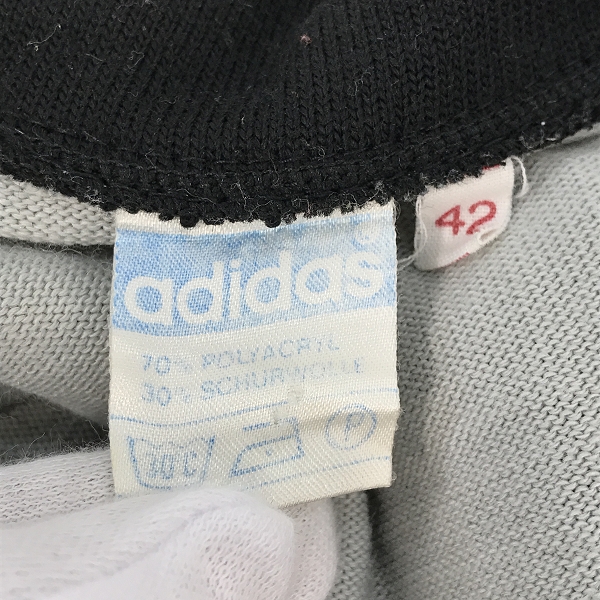 adidas
42
70% POLYACRYL
30% SCHURWOLLE
30°C P